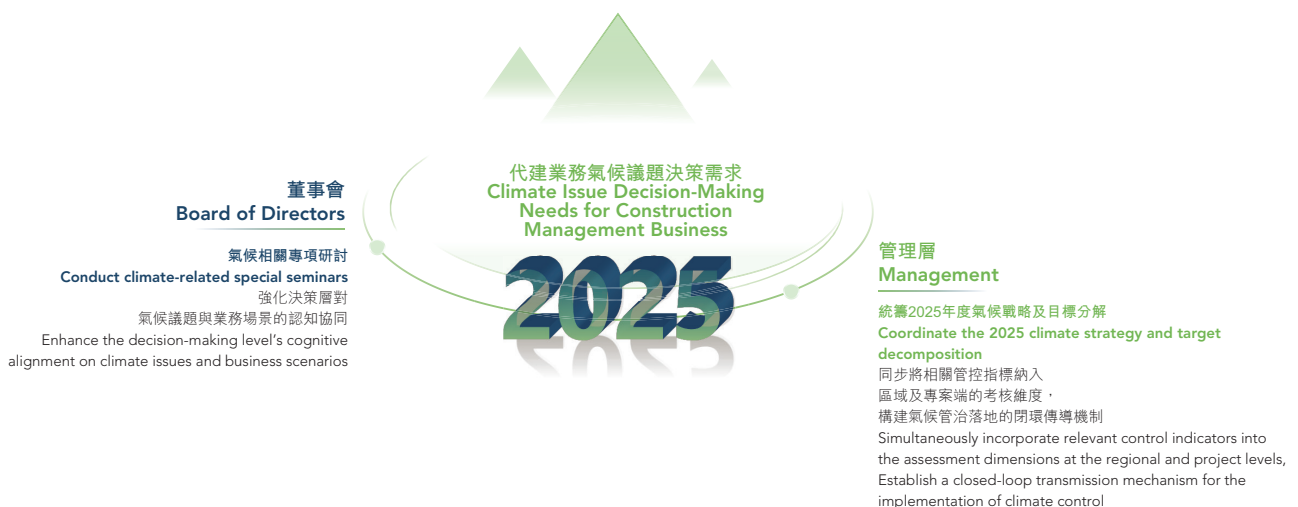 代建業務氣候議題決策需求
Climate Issue Decision-Making
Needs for Construction
Management Business
2025
董事會
Board of Directors
氣候相關專項研討
Conduct climate-related special seminars
強化決策層對
氣候議題與業務場景的認知協同
Enhance the decision-making level's cognitive
alignment on climate issues and business scenarios
管理層
Management
統籌2025年度氣候戰略及目標分解
Coordinate the 2025 climate strategy and target
decomposition
同步將相關管控指標納入
區域及專案端的考核維度，
構建氣候管治落地的閉環傳導機制
Simultaneously incorporate relevant control indicators into
the assessment dimensions at the regional and project levels,
Establish a closed-loop transmission mechanism for the
implementation of climate control